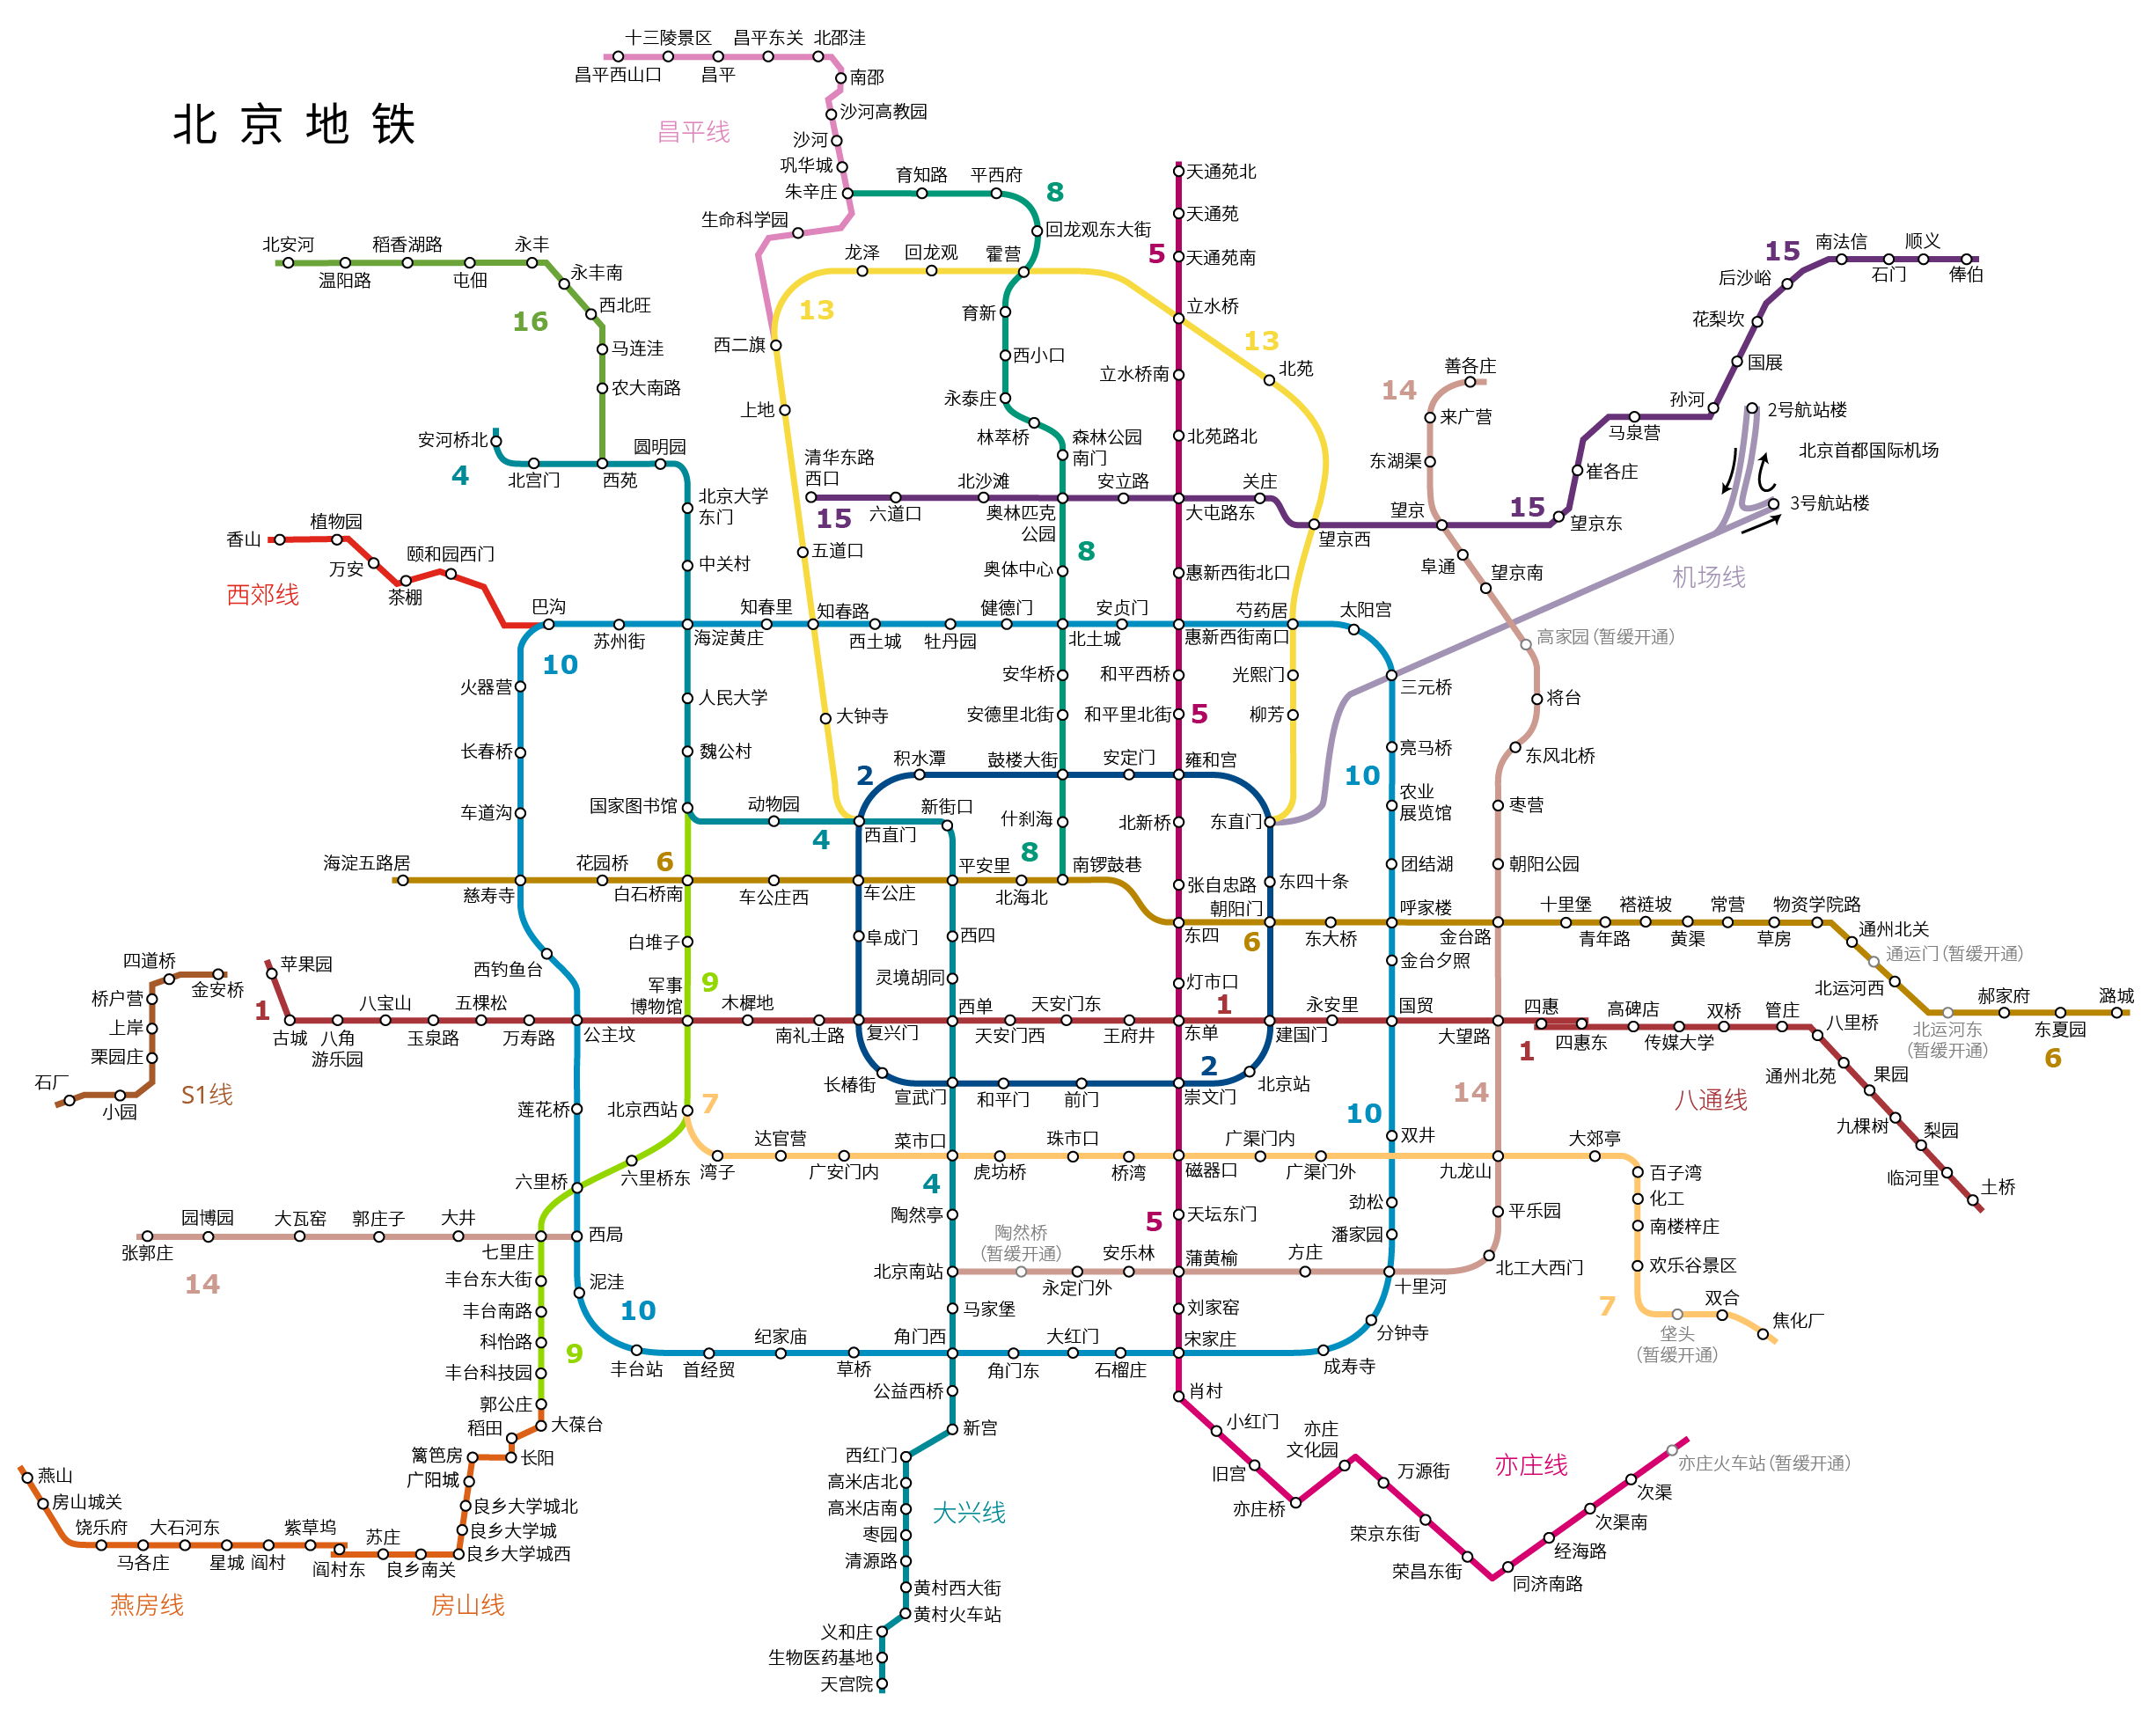 北京地铁
十三陵景区
昌平东关
北邵洼
昌平西山口
昌平
南邵
沙河高教园
昌平线
沙河
巩华城
朱辛庄
育知路
平西府
8
天通苑北
生命科学园
天通苑
回龙观东大街
北安河
稻香湖路
永丰
龙泽
回龙观
霍营
5
天通苑南
15
南法信
顺义
温阳路
屯佃
永丰南
后沙峪
石门
俸伯
西北旺
16
13
育新
立水桥
花梨坎
马连洼
西二旗
西小口
13
国展
农大南路
立水桥南
北苑
善各庄
14
上地
永泰庄
孙河
2号航站楼
来广营
马泉营
安河桥北
圆明园
林萃桥
森林公园
南门
北苑路北
北京首都国际机场
4
北宫门
西苑
清华东路
西口
东湖渠
崔各庄
北京大学
东门
北沙滩
安立路
关庄
3号航站楼
15
六道口
奥林匹克
公园
大屯路东
望京
15
望京东
香山
植物园
望京西
万安
颐和园西门
中关村
五道口
8
奥体中心
惠新西街北口
阜通
望京南
机场线
西郊线
茶棚
巴沟
知春里
知春路
健德门
安贞门
芍药居
太阳宫
苏州街
海淀黄庄
西土城
牡丹园
北土城
惠新西街南口
高家园(暂缓开通)
10
火器营
人民大学
安华桥
和平西桥
光熙门
三元桥
将台
大钟寺
安德里北街
和平里北街
5
柳芳
长春桥
魏公村
积水潭
鼓楼大街
安定门
雍和宫
亮马桥
东风北桥
2
10
车道沟
国家图书馆
动物园
新街口
什刹海
北新桥
东直门
农业
展览馆
枣营
4
西直门
海淀五路居
花园桥
6
平安里
8
南锣鼓巷
团结湖
朝阳公园
慈寿寺
白石桥南
车公庄西
车公庄
北海北
张自忠路
东四十条
朝阳门
呼家楼
十里堡
褡裢坡
常营
物资学院路
白堆子
阜成门
西四
东四
6
东大桥
金台路
青年路
黄渠
草房
通州北关
通运门(暂缓开通)
四道桥
苹果园
西钓鱼台
金台夕照
金安桥
军事
博物馆
9
灵境胡同
灯市口
北运河西
桥户营
1
八宝山
五棵松
木樨地
西单
天安门东
1
永安里
国贸
四惠
高碑店
双桥
管庄
郝家府
潞城
上岸
古城
八角
游乐园
玉泉路
万寿路
公主坟
南礼士路
复兴门
天安门西
王府井
东单
建国门
大望路
1
四惠东
传媒大学
八里桥
北运河东
(暂缓开通)
东夏园
6
栗园庄
石厂
小园
S1线
长椿街
宣武门
和平门
前门
2
崇文门
北京站
14
通州北苑
果园
八通线
莲花桥
北京西站
7
10
九棵树
梨园
达官营
菜市口
珠市口
广渠门内
双井
大郊亭
湾子
广安门内
虎坊桥
桥湾
磁器口
广渠门外
九龙山
百子湾
临河里
土桥
六里桥
六里桥东
4
化工
园博园
大瓦窑
郭庄子
大井
陶然亭
5
天坛东门
劲松
平乐园
南楼梓庄
张郭庄
七里庄
西局
陶然桥
(暂缓开通)
潘家园
14
北京南站
永定门外
安乐林
蒲黄榆
方庄
十里河
北工大西门
欢乐谷景区
丰台东大街
泥洼
丰台南路
10
马家堡
刘家窑
7
双合
焦化厂
科怡路
9
纪家庙
角门西
大红门
宋家庄
分钟寺
垡头
(暂缓开通)
丰台科技园
丰台站
首经贸
草桥
角门东
石榴庄
成寿寺
郭公庄
公益西桥
肖村
稻田
大葆台
新宫
小红门
亦庄
文化园
篱笆房
长阳
西红门
旧宫
万源街
亦庄线
亦庄火车站(暂缓开通)
燕山
广阳城
高米店北
次渠
房山城关
良乡大学城北
高米店南
大兴线
亦庄桥
次渠南
饶乐府
大石河东
紫草坞
苏庄
良乡大学城
枣园
荣京东街
马各庄
星城
阎村
阎村东
良乡南关
良乡大学城西
清源路
荣昌东街
经海路
同济南路
燕房线
房山线
黄村西大街
黄村火车站
义和庄
生物医药基地
天宫院